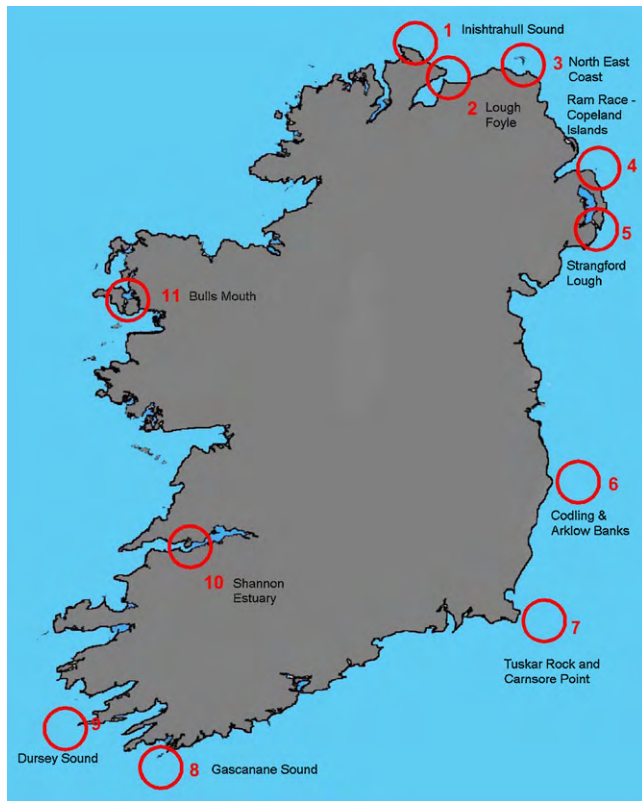 1 Inishtrahull Sound
2 Lough
Foyle
3 North East
Coast
Ram Race -
Copeland
Islands
4
5
Strangford
Lough
11 Bulls Mouth
6
Codling &
Arklow Banks
10 Shannon
Estuary
7
Tuskar Rock and
Carnsore Point
9
Dursey Sound
8 Gascanane Sound